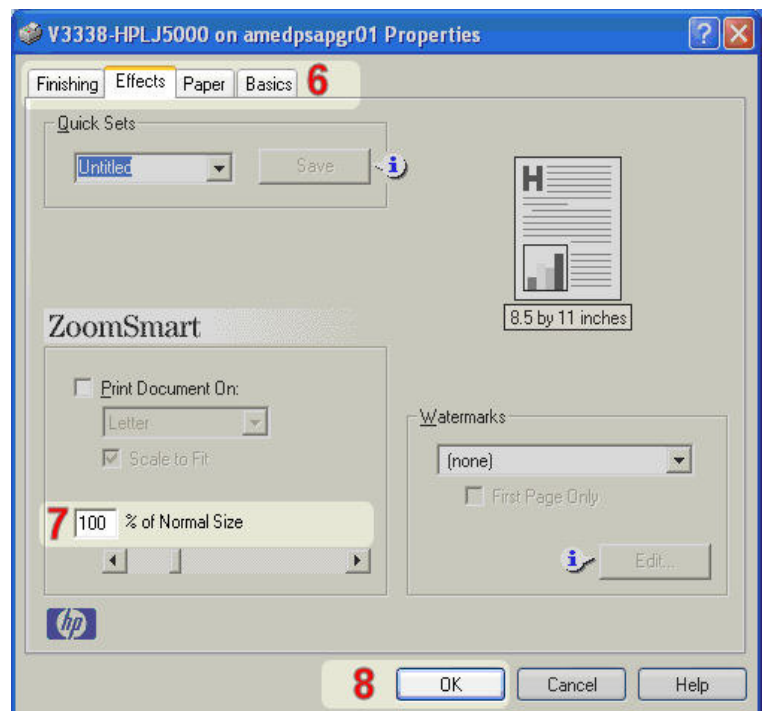 V3338-HPLJ5000 on amedpsapgr01 Properties
Finishing Effects Paper Basics 6
Quick Sets
Untitled Save
H
8.5 by 11 inches
ZoomSmart
Print Document On:
Letter
Scale to Fit
7 100 % of Normal Size
Watermarks
(none)
First Page Only
Edit...
hp
8 OK Cancel Help